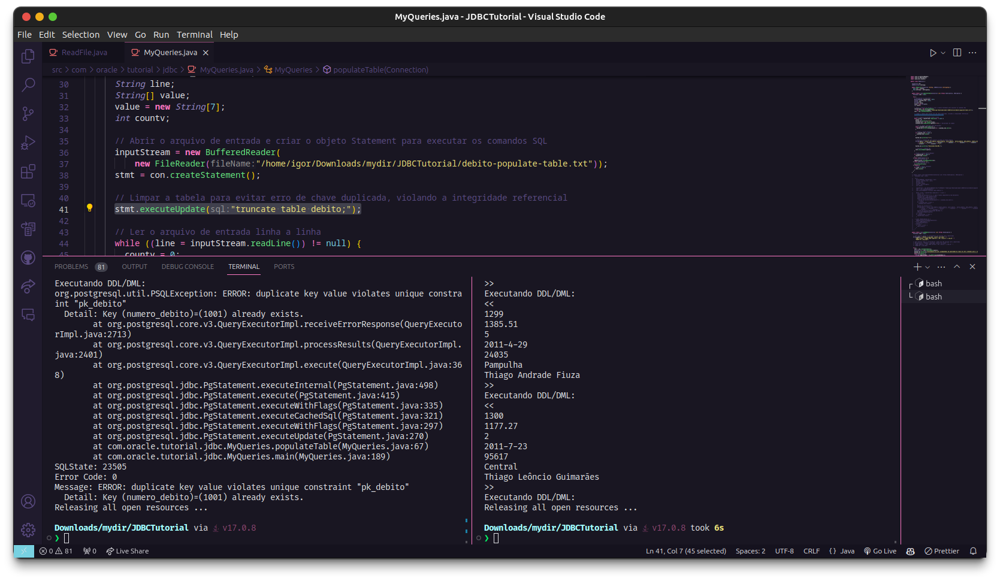 MyQueries.java - JDBCTutorial - Visual Studio Code
File Edit Selection View Go Run Terminal Help
ReadFile.java MyQueries.java
src > com > oracle > tutorial > jdbc > MyQueries.java > MyQueries > populateTable(Connection)
30 String line;
31 String[] value;
32 value = new String[7];
33 int countv;
34
35 // Abrir o arquivo de entrada e criar o objeto Statement para executar os comandos SQL
36 inputStream = new BufferedReader(
37 new FileReader(fileName:"/home/igor/Downloads/mydir/JDBCTutorial/debito-populate-table.txt"));
38 stmt = con.createStatement();
39
40 // Limpar a tabela para evitar erro de chave duplicada, violando a integridade referencial
41 stmt.executeUpdate(sql:"truncate table debito;");
42
43 // Ler o arquivo de entrada linha a linha
44 while ((line = inputStream.readLine()) != null) {
45 countv = 0;
PROBLEMS 81 OUTPUT DEBUG CONSOLE TERMINAL PORTS
Executando DDL/DML:
org.postgresql.util.PSQLException: ERROR: duplicate key value violates unique constra
int "pk_debito"
Detail: Key (numero_debito)=(1001) already exists.
at org.postgresql.core.v3.QueryExecutorImpl.receiveErrorResponse(QueryExecuto
rImpl.java:2713)
at org.postgresql.core.v3.QueryExecutorImpl.processResults(QueryExecutorImpl.
java:2401)
at org.postgresql.core.v3.QueryExecutorImpl.execute(QueryExecutorImpl.java:36
8)
at org.postgresql.jdbc.PgStatement.executeInternal(PgStatement.java:498)
at org.postgresql.jdbc.PgStatement.execute(PgStatement.java:415)
at org.postgresql.jdbc.PgStatement.executeWithFlags(PgStatement.java:335)
at org.postgresql.jdbc.PgStatement.executeCachedSql(PgStatement.java:321)
at org.postgresql.jdbc.PgStatement.executeWithFlags(PgStatement.java:297)
at org.postgresql.jdbc.PgStatement.executeUpdate(PgStatement.java:270)
at com.oracle.tutorial.jdbc.MyQueries.populateTable(MyQueries.java:67)
at com.oracle.tutorial.jdbc.MyQueries.main(MyQueries.java:189)
SQLState: 23505
Error Code: 0
Message: ERROR: duplicate key value violates unique constraint "pk_debito"
Detail: Key (numero_debito)=(1001) already exists.
Releasing all open resources ...
Downloads/mydir/JDBCTutorial via v17.0.8
❯
>>
Executando DDL/DML:
<<
1299
1385.51
5
2011-4-29
24035
Pampulha
Thiago Andrade Fiuza
>>
Executando DDL/DML:
<<
1300
1177.27
2
2011-7-23
95617
Central
Thiago Leôncio Guimarães
>>
Executando DDL/DML:
Releasing all open resources ...
Downloads/mydir/JDBCTutorial via v17.0.8 took 6s
❯
bash
bash
0 81 0 Live Share Ln 41, Col 7 (45 selected) Spaces: 2 UTF-8 CRLF {} Java Go Live Prettier